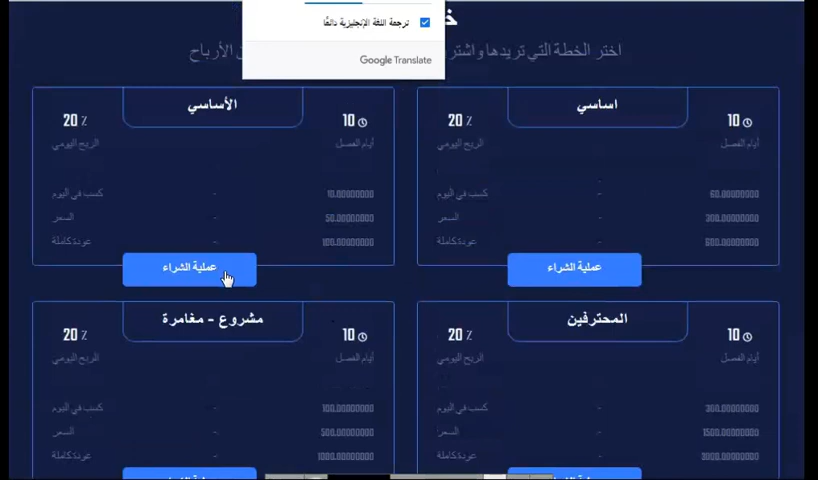 ترجمة اللغة الإنجليزية دائمًا
Google Translate
اختر الخطة التي تريدها واشتر
ن الأرباح
اساسي
10
أيام الفصل
20 ٪
الربح اليومي
60.00000000
-
كسب في اليوم
300.00000000
-
السعر
600.00000000
-
عودة كاملة
عملية الشراء
الأساسي
10
أيام الفصل
20 ٪
الربح اليومي
10.00000000
-
كسب في اليوم
50.00000000
-
السعر
100.00000000
-
عودة كاملة
عملية الشراء
المحترفين
10
أيام الفصل
20 ٪
الربح اليومي
300.00000000
-
كسب في اليوم
1500.00000000
-
السعر
3000.00000000
-
عودة كاملة
مشروع - مغامرة
10
أيام الفصل
20 ٪
الربح اليومي
100.00000000
-
كسب في اليوم
500.00000000
-
السعر
1000.00000000
-
عودة كاملة